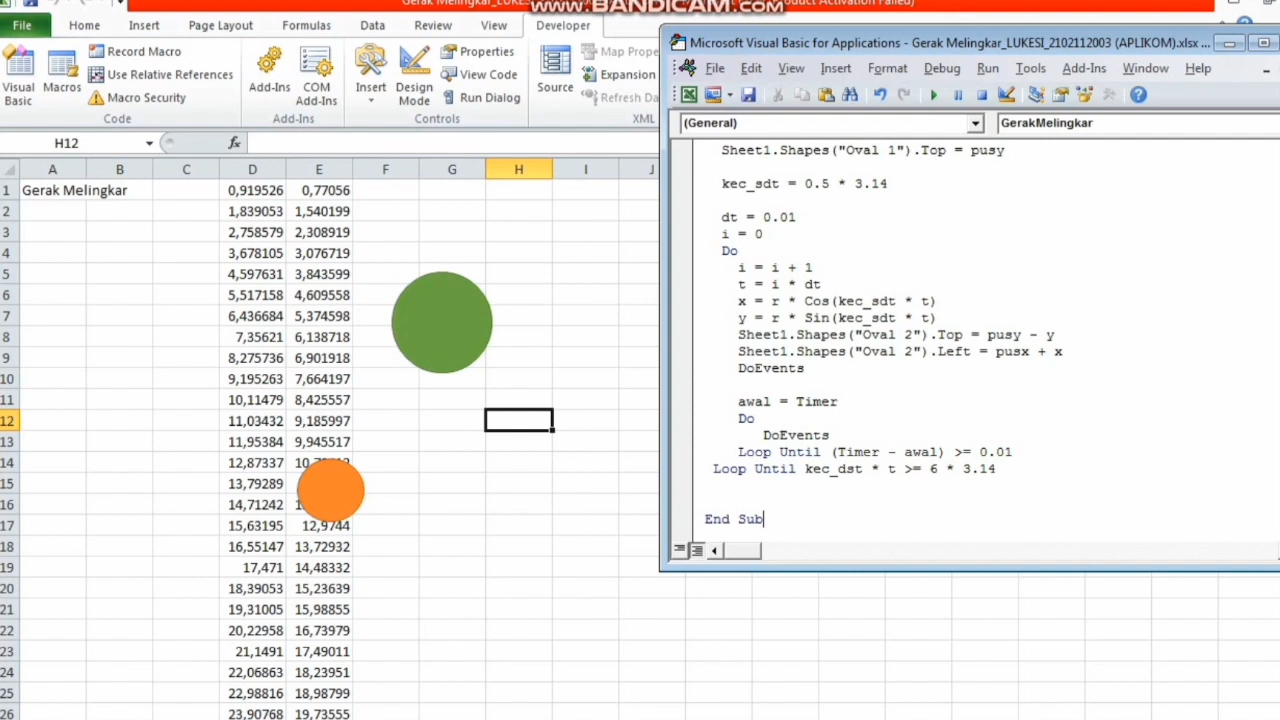 Gerak Melingkar_LUKES
www.BANDICAM.com
oduct Activation Failed)
File Home Insert Page Layout Formulas Data Review View Developer
Visual Basic
Macros
Record Macro
Use Relative References
Macro Security
Code
Add-Ins
COM Add-Ins
Add-Ins
Insert
Design Mode
Properties
View Code
Run Dialog
Controls
Source
Map Prope
Expansion
Refresh Da
XML
H12 fx
A B C D E F G H I J
1 Gerak Melingkar 0,919526 0,77056
2 1,839053 1,540199
3 2,758579 2,308919
4 3,678105 3,076719
5 4,597631 3,843599
6 5,517158 4,609558
7 6,436684 5,374598
8 7,35621 6,138718
9 8,275736 6,901918
10 9,195263 7,664197
11 10,11479 8,425557
12 11,03432 9,185997
13 11,95384 9,945517
14 12,87337
15 13,79289
16 14,71242
17 15,63195 12,9744
18 16,55147 13,72932
19 17,471 14,48332
20 18,39053 15,23639
21 19,31005 15,98855
22 20,22958 16,73979
23 21,1491 17,49011
24 22,06863 18,23951
25 22,98816 18,98799
26 23,90768 19,73555
Microsoft Visual Basic for Applications - Gerak Melingkar_LUKESI_2102112003 (APLIKOM).xlsx ...
File Edit View Insert Format Debug Run Tools Add-Ins Window Help
(General) GerakMelingkar
Sheet1.Shapes("Oval 1").Top = pusy
kec_sdt = 0.5 * 3.14
dt = 0.01
i = 0
Do
i = i + 1
t = i * dt
x = r * Cos(kec_sdt * t)
y = r * Sin(kec_sdt * t)
Sheet1.Shapes("Oval 2").Top = pusy - y
Sheet1.Shapes("Oval 2").Left = pusx + x
DoEvents
awal = Timer
Do
DoEvents
Loop Until (Timer - awal) >= 0.01
Loop Until kec_dst * t >= 6 * 3.14
End Sub